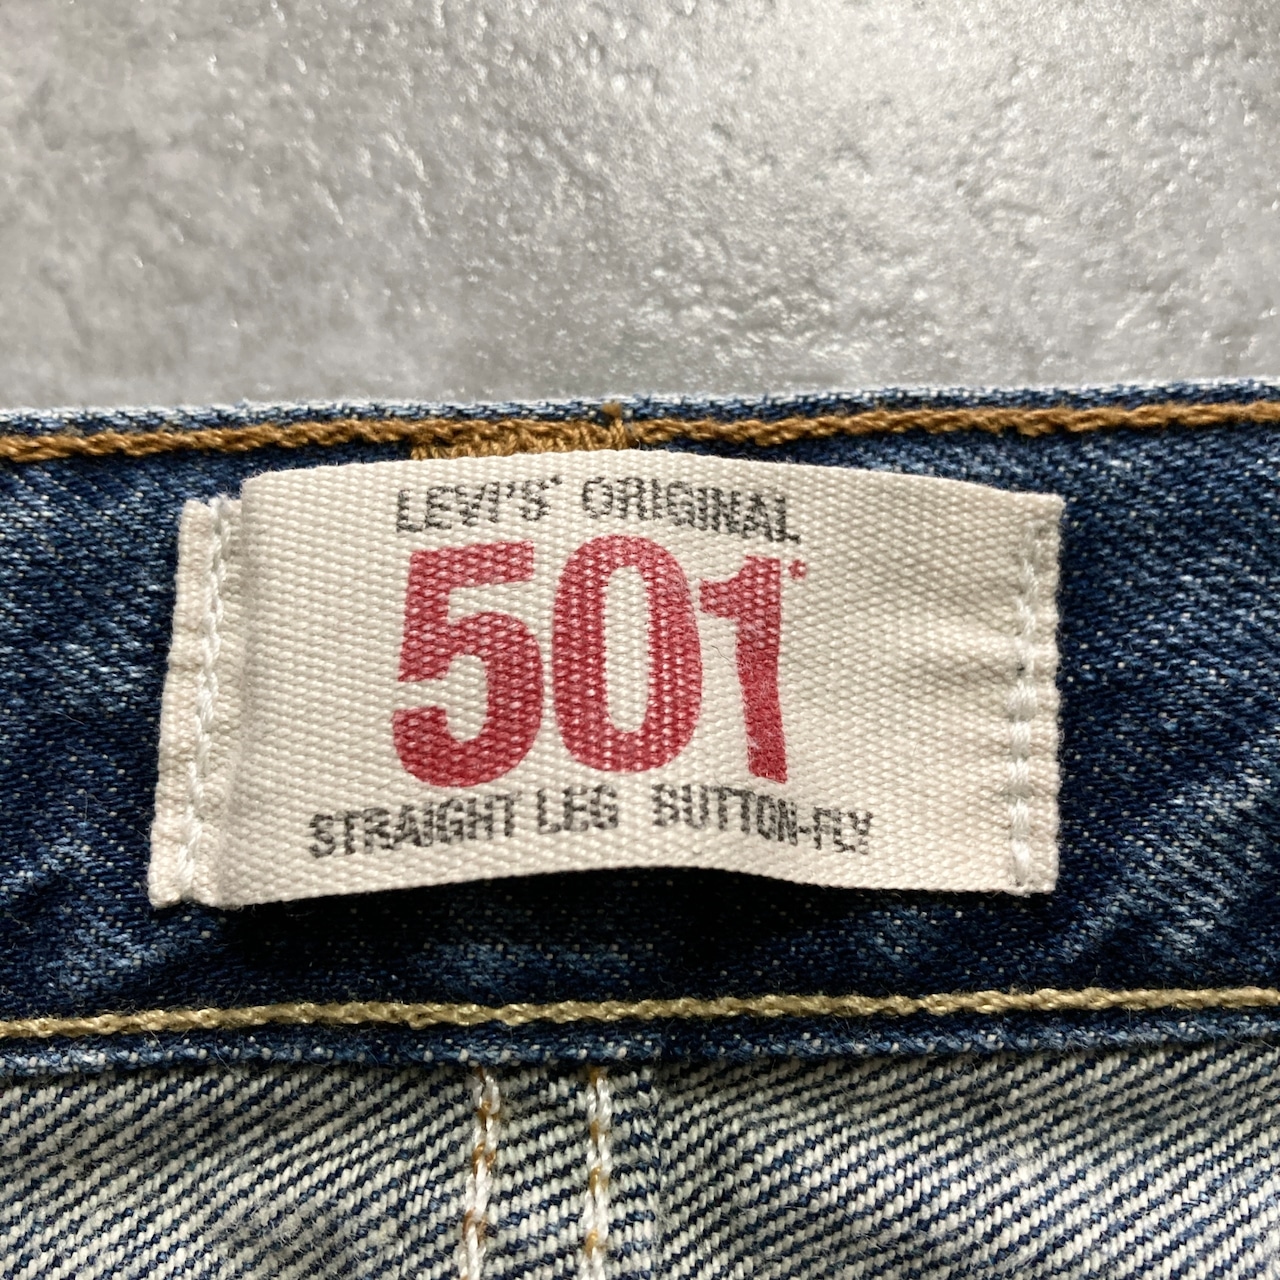 LEVI'S® ORIGINAL
501®
STRAIGHT LEG BUTTON-FLY